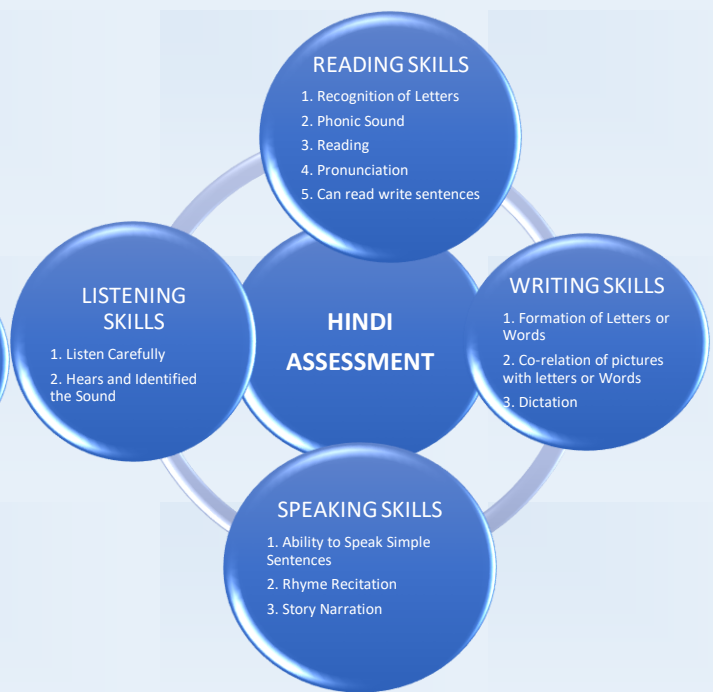 READING SKILLS
1. Recognition of Letters
2. Phonic Sound
3. Reading
4. Pronunciation
5. Can read write sentences
LISTENING
SKILLS
1. Listen Carefully
2. Hears and Identified
the Sound
HINDI
ASSESSMENT
WRITING SKILLS
1. Formation of Letters or
Words
2. Co-relation of pictures
with letters or Words
3. Dictation
SPEAKING SKILLS
1. Ability to Speak Simple
Sentences
2. Rhyme Recitation
3. Story Narration